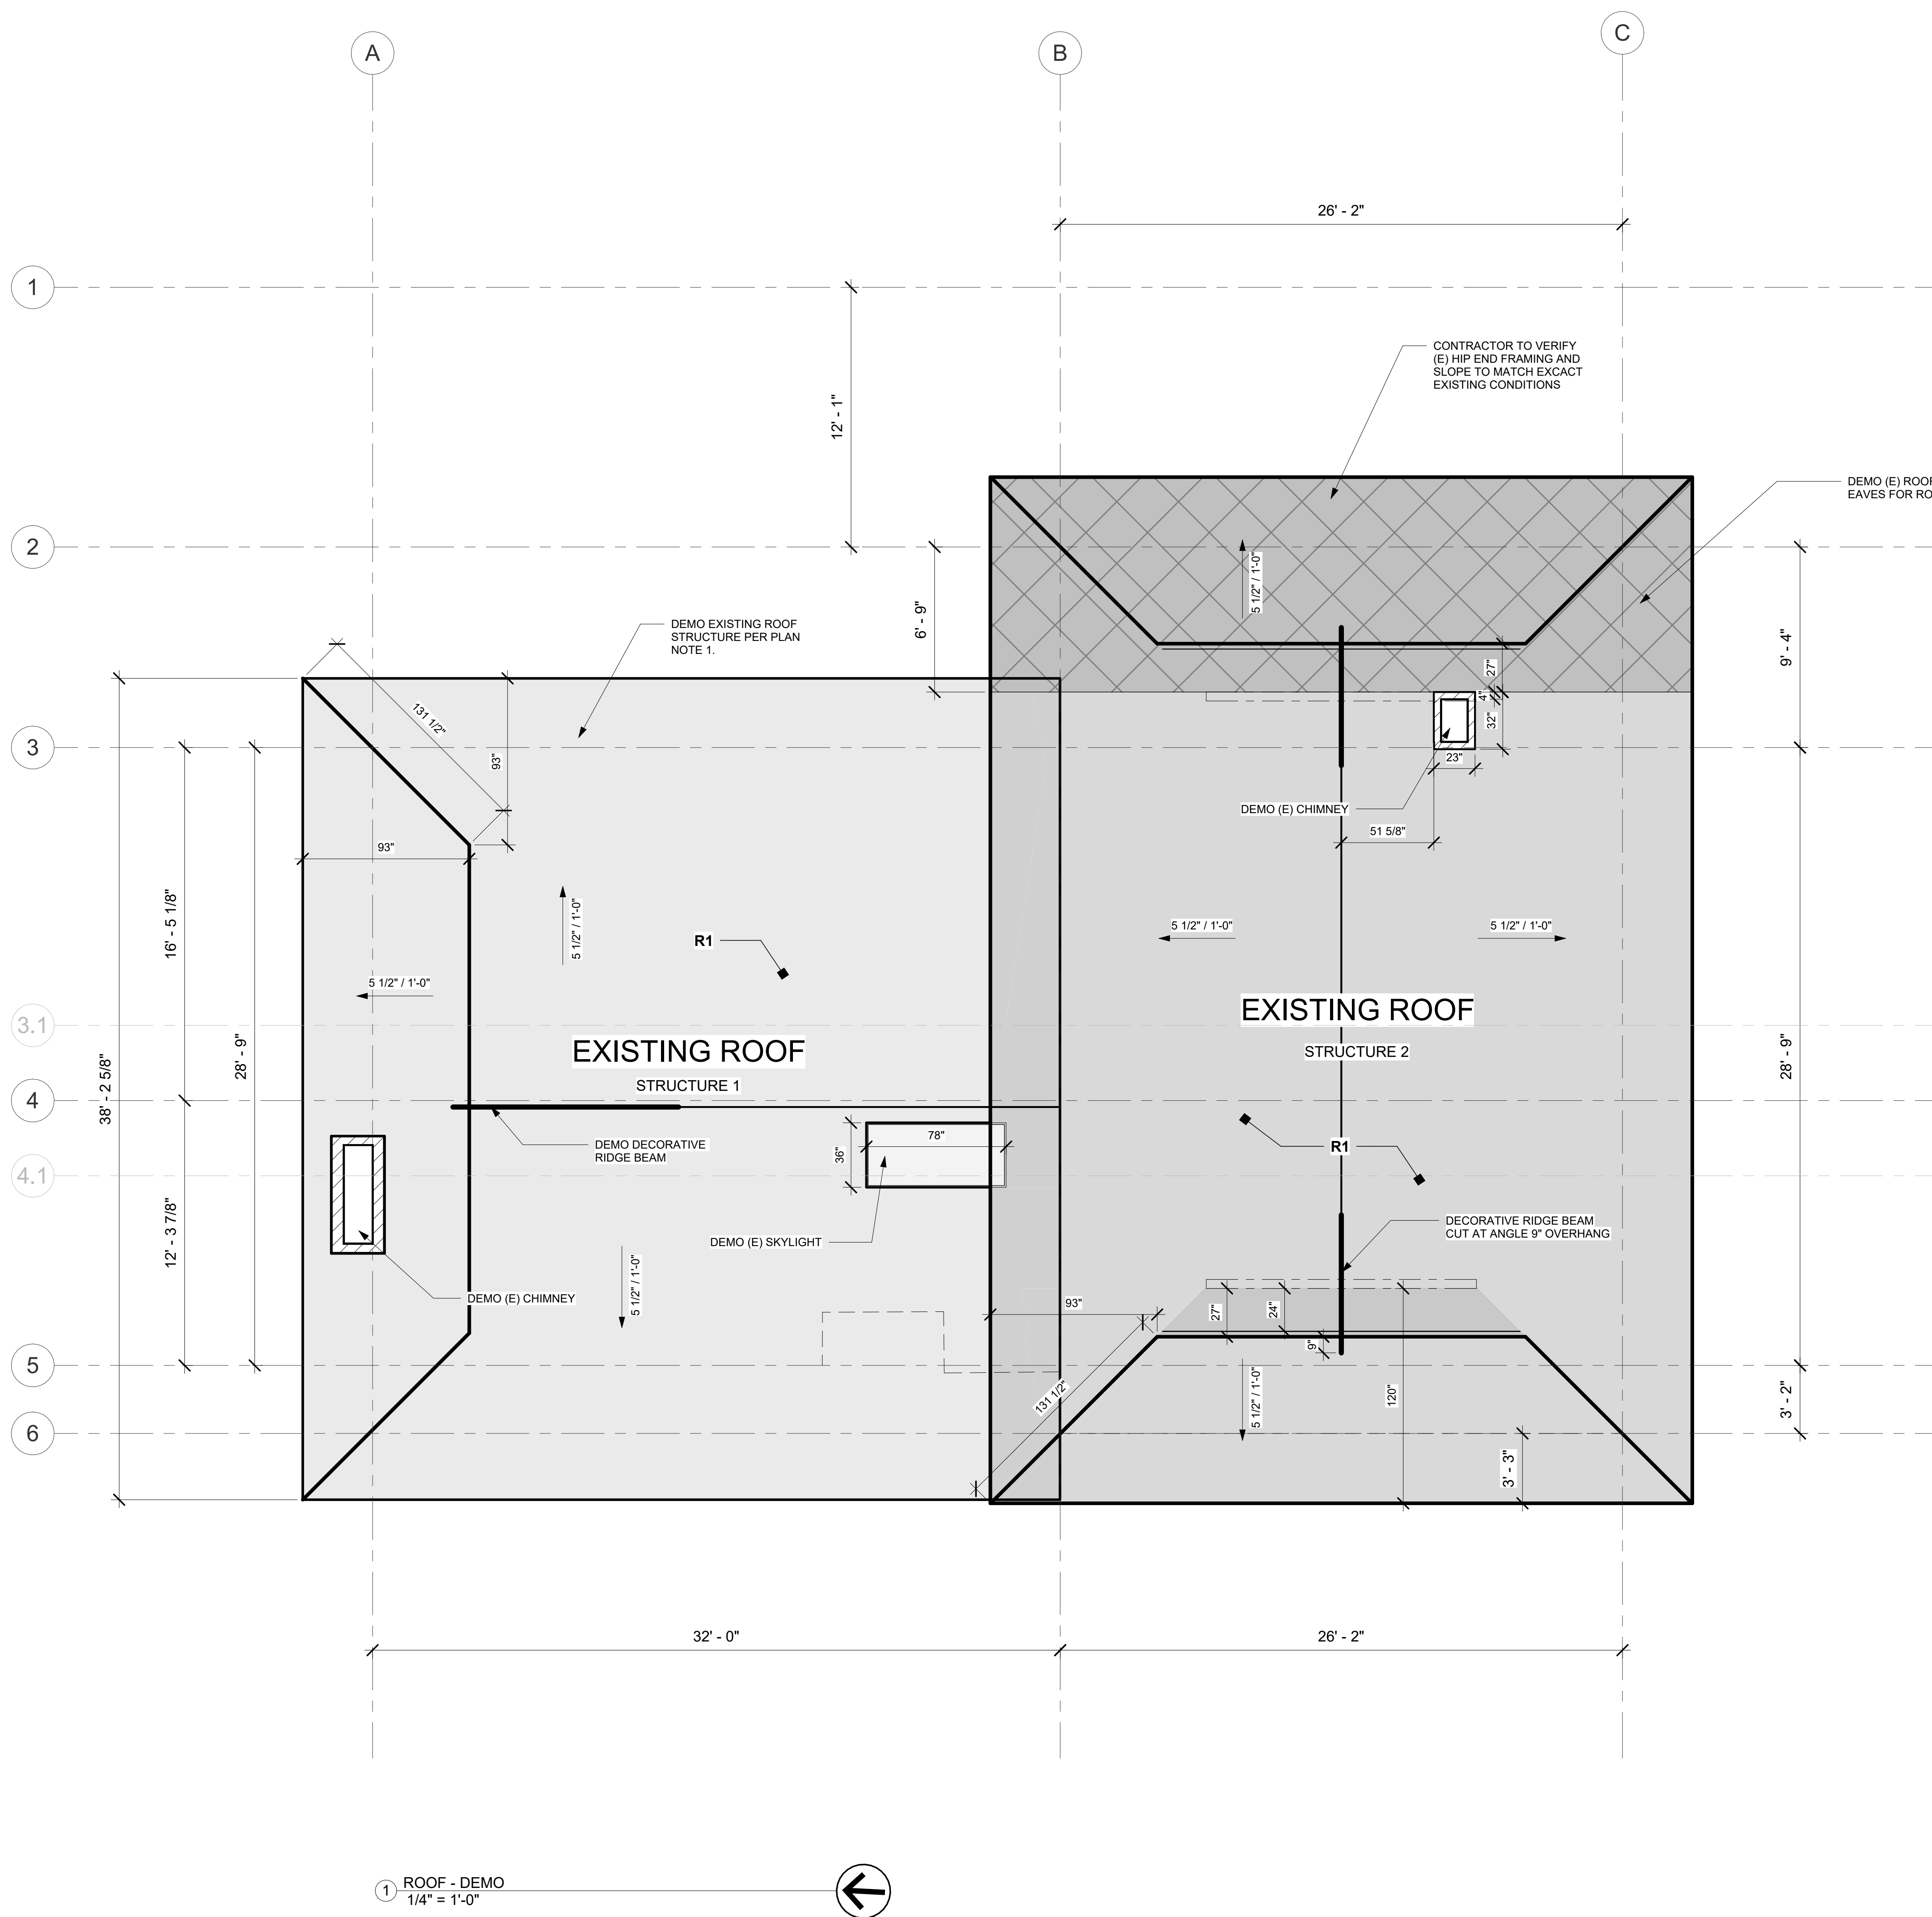 A
B
C
26' - 2"
1
12' - 1"
CONTRACTOR TO VERIFY
(E) HIP END FRAMING AND
SLOPE TO MATCH EXCACT
EXISTING CONDITIONS
DEMO (E) ROOF
EAVES FOR RO
2
5 1/2" / 1'-0"
6' - 9"
9' - 4"
DEMO EXISTING ROOF
STRUCTURE PER PLAN
NOTE 1.
27"
4"
32"
131 1/2"
93"
3
23"
DEMO (E) CHIMNEY
51 5/8"
93"
16' - 5 1/8"
5 1/2" / 1'-0"
5 1/2" / 1'-0"
5 1/2" / 1'-0"
R1
5 1/2" / 1'-0"
EXISTING ROOF
STRUCTURE 2
3.1
EXISTING ROOF
STRUCTURE 1
28' - 9"
28' - 9"
38' - 2 5/8"
4
DEMO DECORATIVE
RIDGE BEAM
78"
36"
R1
4.1
12' - 3 7/8"
DEMO (E) SKYLIGHT
DECORATIVE RIDGE BEAM
CUT AT ANGLE 9" OVERHANG
5 1/2" / 1'-0"
DEMO (E) CHIMNEY
93"
27"
24"
9"
5
131 1/2"
5 1/2" / 1'-0"
120"
3' - 2"
6
3' - 3"
32' - 0"
26' - 2"
1
ROOF - DEMO
1/4" = 1'-0"